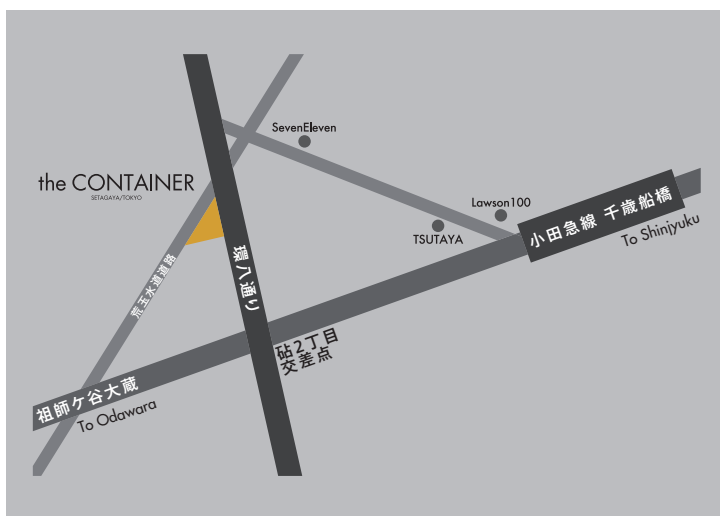 SevenEleven
the CONTAINER
SETAGAYA/TOKYO
Lawson100
TSUTAYA
小田急線 千歳船橋
To Shinjyuku
環八通り
荒玉水道道路
砧2丁目
交差点
祖師ケ谷大蔵
To Odawara